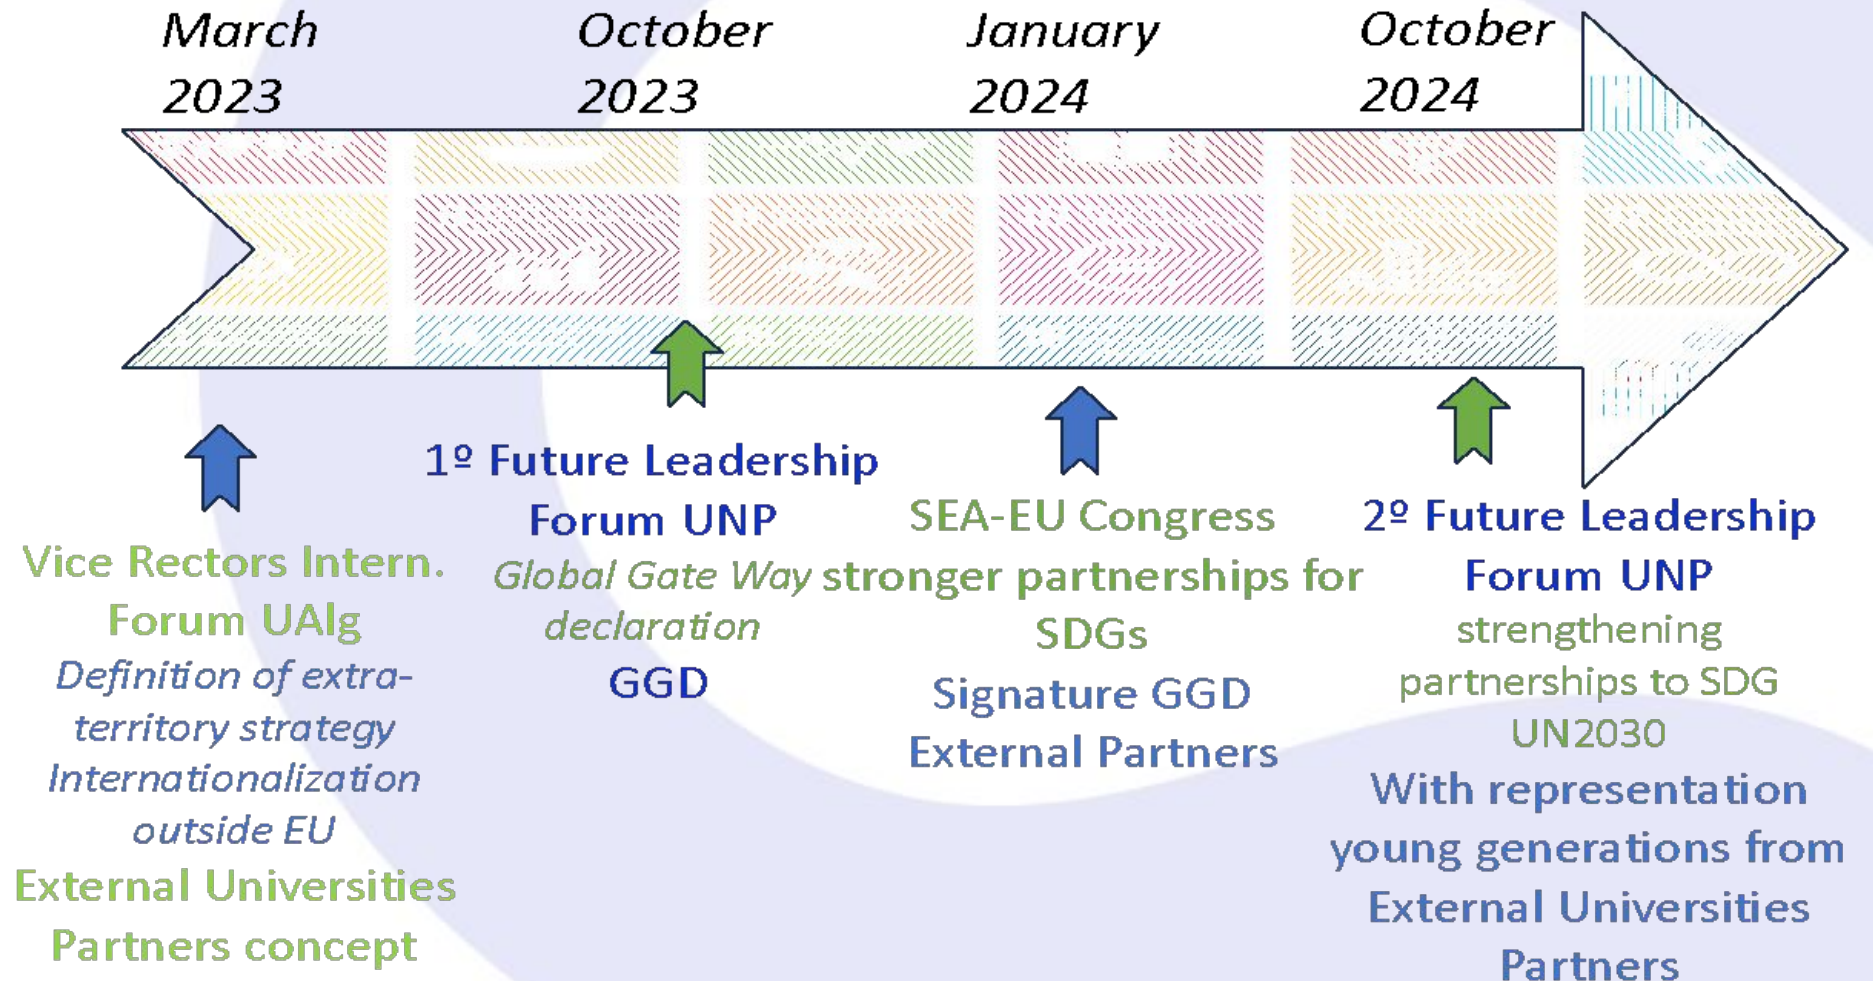 March
2023
October
2023
January
2024
October
2024
Vice Rectors Intern.
Forum UAlg
Definition of extra-
territory strategy
Internationalization
outside EU
External Universities
Partners concept
1º Future Leadership
Forum UNP
Global Gate Way
declaration
GGD
SEA-EU Congress
stronger partnerships for
SDGs
Signature GGD
External Partners
2º Future Leadership
Forum UNP
strengthening
partnerships to SDG
UN2030
With representation
young generations from
External Universities
Partners